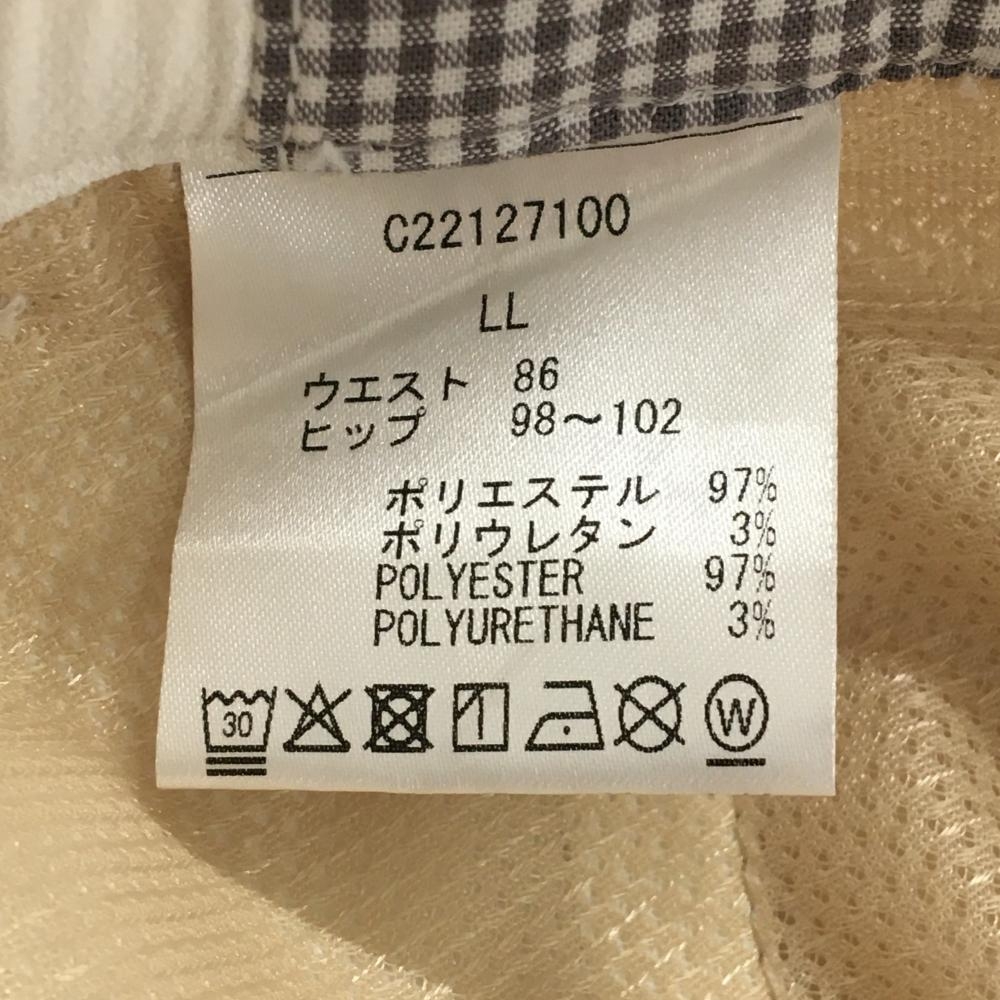 C22127100
LL
ウエスト 86
ヒップ 98～102
ポリエステル 97%
ポリウレタン 3%
POLYESTER 97%
POLYURETHANE 3%
30 W